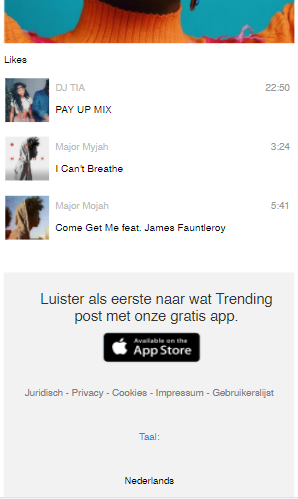 Likes
DJ TIA 22:50
PAY UP MIX
Major Myjah 3:24
I Can't Breathe
Major Mojah 5:41
Come Get Me feat. James Fauntleroy
Luister als eerste naar wat Trending
post met onze gratis app.
Available on the
App Store
Juridisch - Privacy - Cookies - Impressum - Gebruikerslijst
Taal:
Nederlands